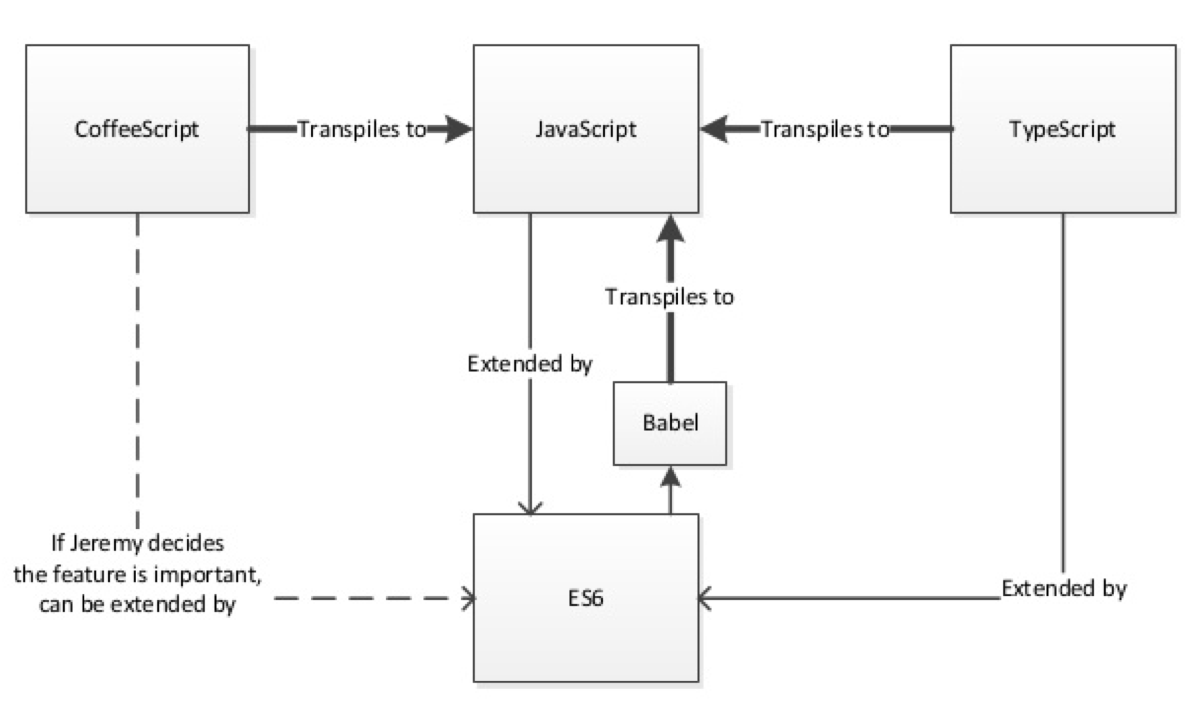 CoffeeScript
Transpiles to
JavaScript
Transpiles to
TypeScript
Transpiles to
Extended by
Babel
If Jeremy decides
the feature is important,
can be extended by
ES6
Extended by